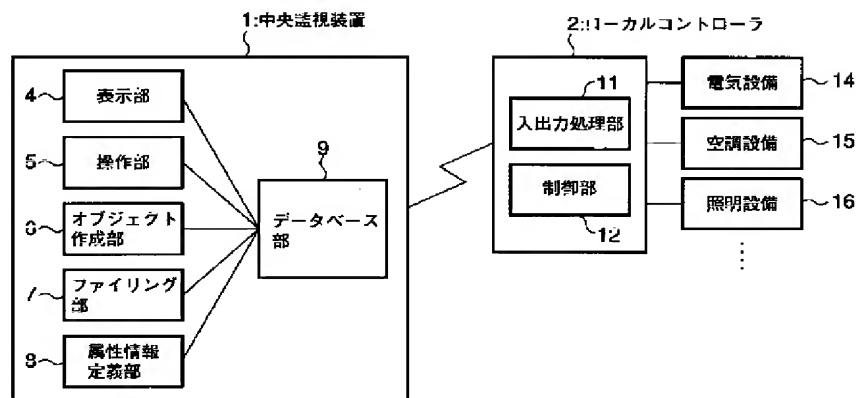 1:中央監視装置
4
表示部
5
操作部
6
オブジェクト
作成部
7
ファイリング
部
8
属性情報
定義部
9
データベース
部
2:ローカルコントローラ
11
入出力処理部
制御部
12
電気設備
14
空調設備
15
照明設備
16